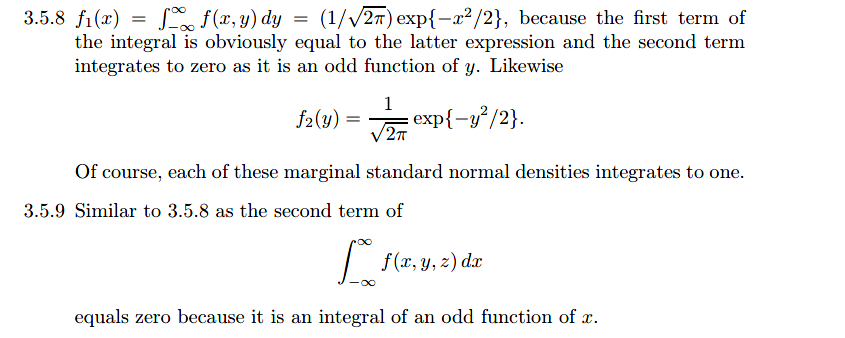 3.5.8 f₁(x) = ∫_{-∞}^{∞} f(x, y) dy = (1/√2π) exp{−x²/2}, because the first term of
the integral is obviously equal to the latter expression and the second term
integrates to zero as it is an odd function of y. Likewise
f₂(y) = 1/√2π exp{−y²/2}.
Of course, each of these marginal standard normal densities integrates to one.
3.5.9 Similar to 3.5.8 as the second term of
∫_{-∞}^{∞} f(x, y, z) dx
equals zero because it is an integral of an odd function of x.